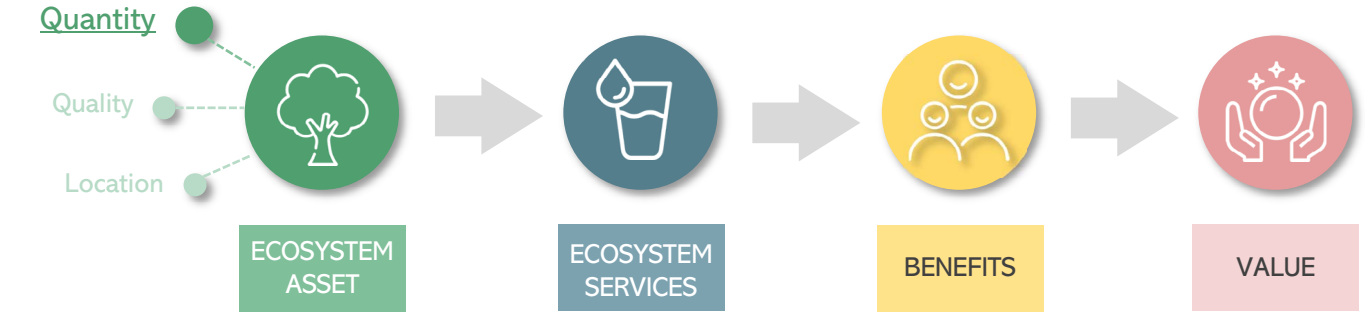 Quantity
Quality
Location
ECOSYSTEM
ASSET
ECOSYSTEM
SERVICES
BENEFITS
VALUE